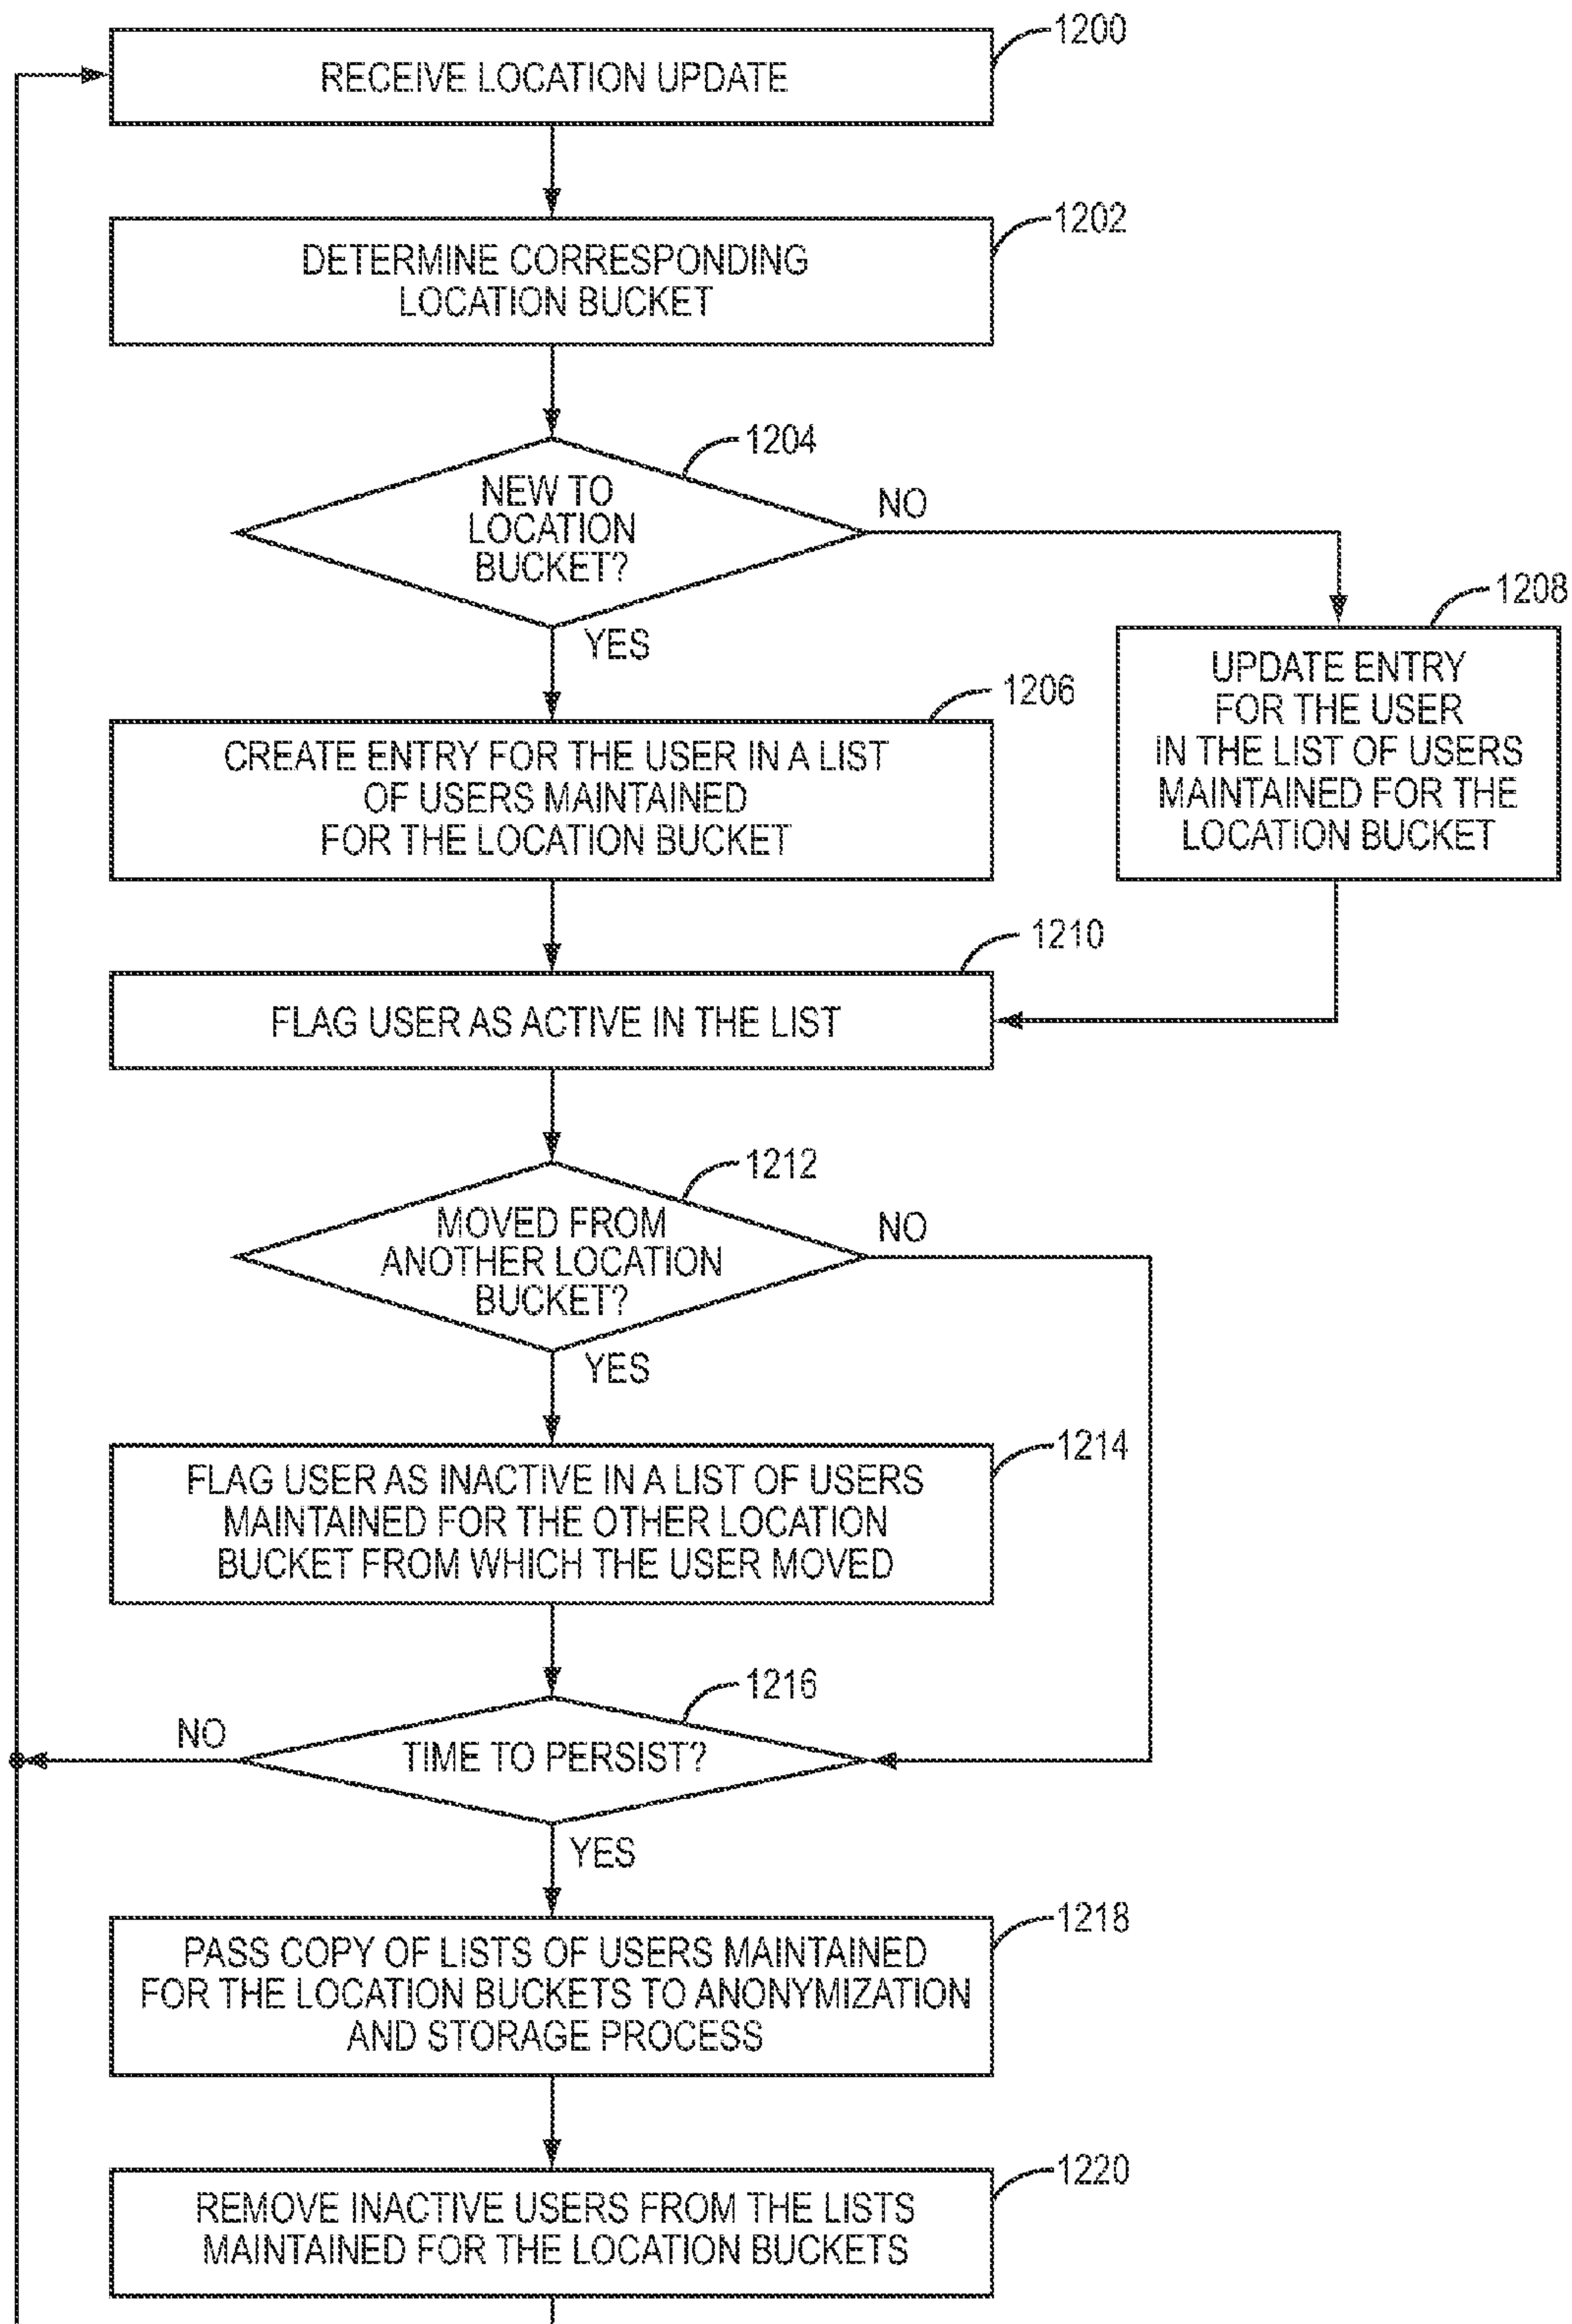 1200
RECEIVE LOCATION UPDATE
1202
DETERMINE CORRESPONDING
LOCATION BUCKET
1204
NEW TO
LOCATION
BUCKET?
NO
YES
1208
UPDATE ENTRY
FOR THE USER
IN THE LIST OF USERS
MAINTAINED FOR THE
LOCATION BUCKET
1206
CREATE ENTRY FOR THE USER IN A LIST
OF USERS MAINTAINED
FOR THE LOCATION BUCKET
1210
FLAG USER AS ACTIVE IN THE LIST
1212
MOVED FROM
ANOTHER LOCATION
BUCKET?
NO
YES
1214
FLAG USER AS INACTIVE IN A LIST OF USERS
MAINTAINED FOR THE OTHER LOCATION
BUCKET FROM WHICH THE USER MOVED
1216
NO
TIME TO PERSIST?
YES
1218
PASS COPY OF LISTS OF USERS MAINTAINED
FOR THE LOCATION BUCKETS TO ANONYMIZATION
AND STORAGE PROCESS
1220
REMOVE INACTIVE USERS FROM THE LISTS
MAINTAINED FOR THE LOCATION BUCKETS